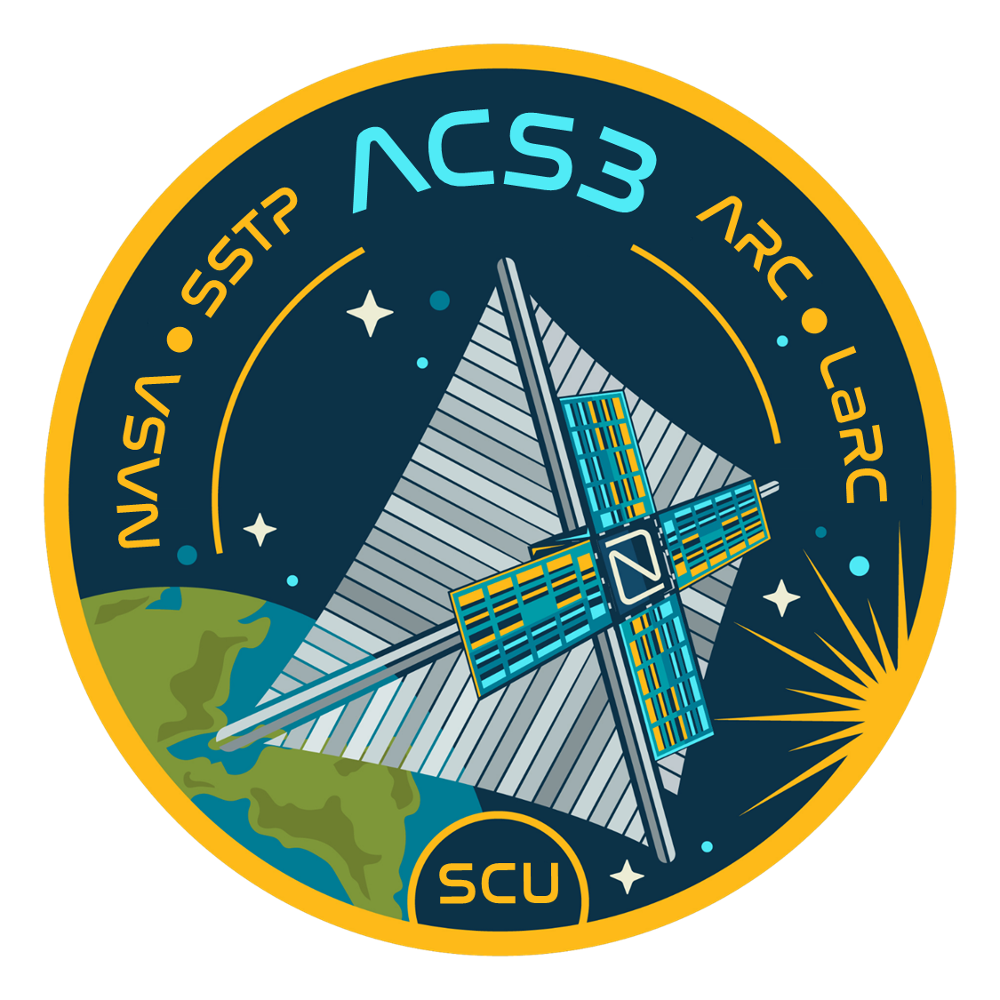 ACS3
NASA • SSTP
ARC • LaRC
N
SCU